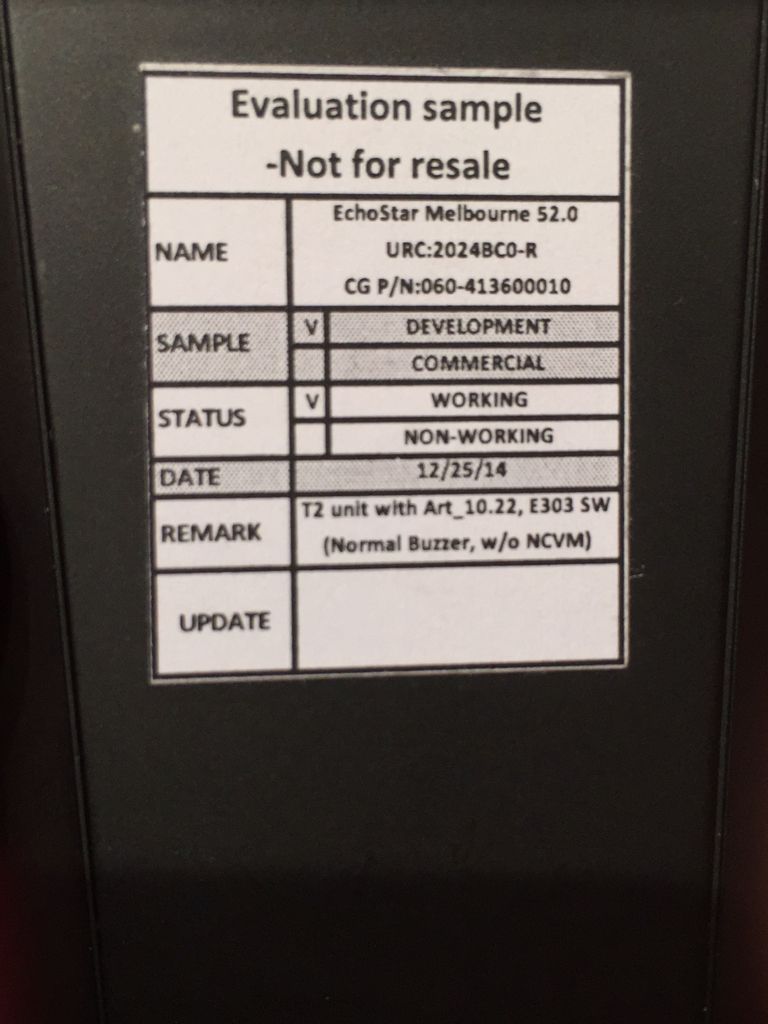 Evaluation sample
-Not for resale
NAME
EchoStar Melbourne 52.0
URC:2024BC0-R
CG P/N:060-413600010
SAMPLE
V DEVELOPMENT
COMMERCIAL
STATUS
V WORKING
NON-WORKING
DATE 12/25/14
REMARK
T2 unit with Art_10.22, E303 SW
(Normal Buzzer, w/o NCVM)
UPDATE